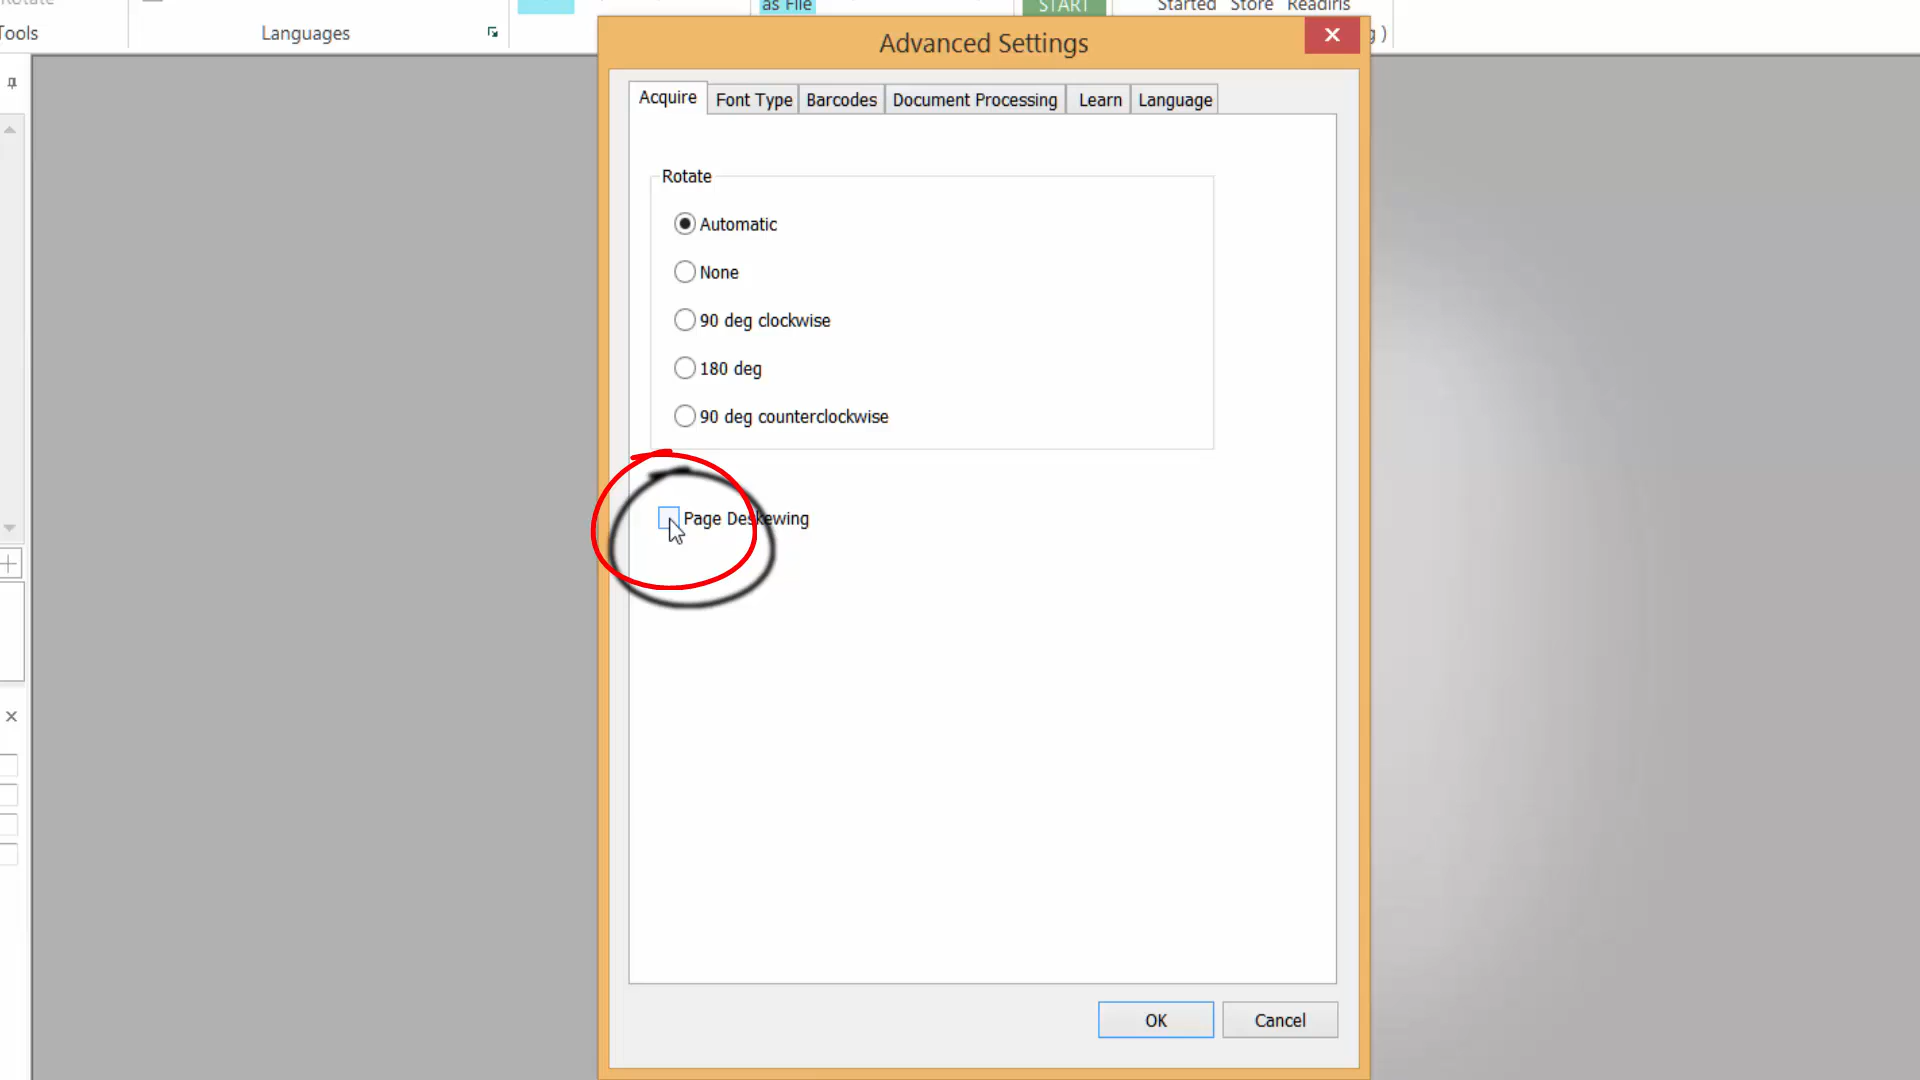 Rotate
as File
START
Started Store Readiris
Tools
Languages
g )
Advanced Settings
Acquire Font Type Barcodes Document Processing Learn Language
Rotate
Automatic
None
90 deg clockwise
180 deg
90 deg counterclockwise
Page Deskewing
OK Cancel